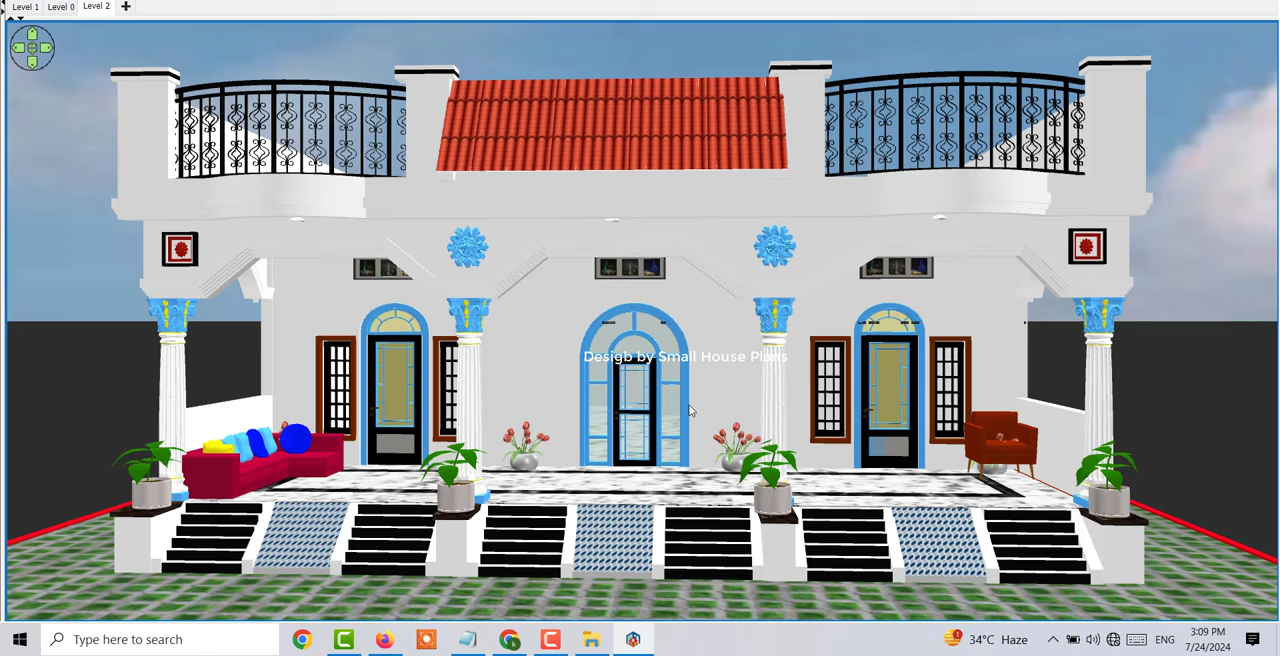 Level 1 Level 0 Level 2
Desigb by Small House Plans
Type here to search
1
34°C Haze
ENG
3:09 PM
7/24/2024